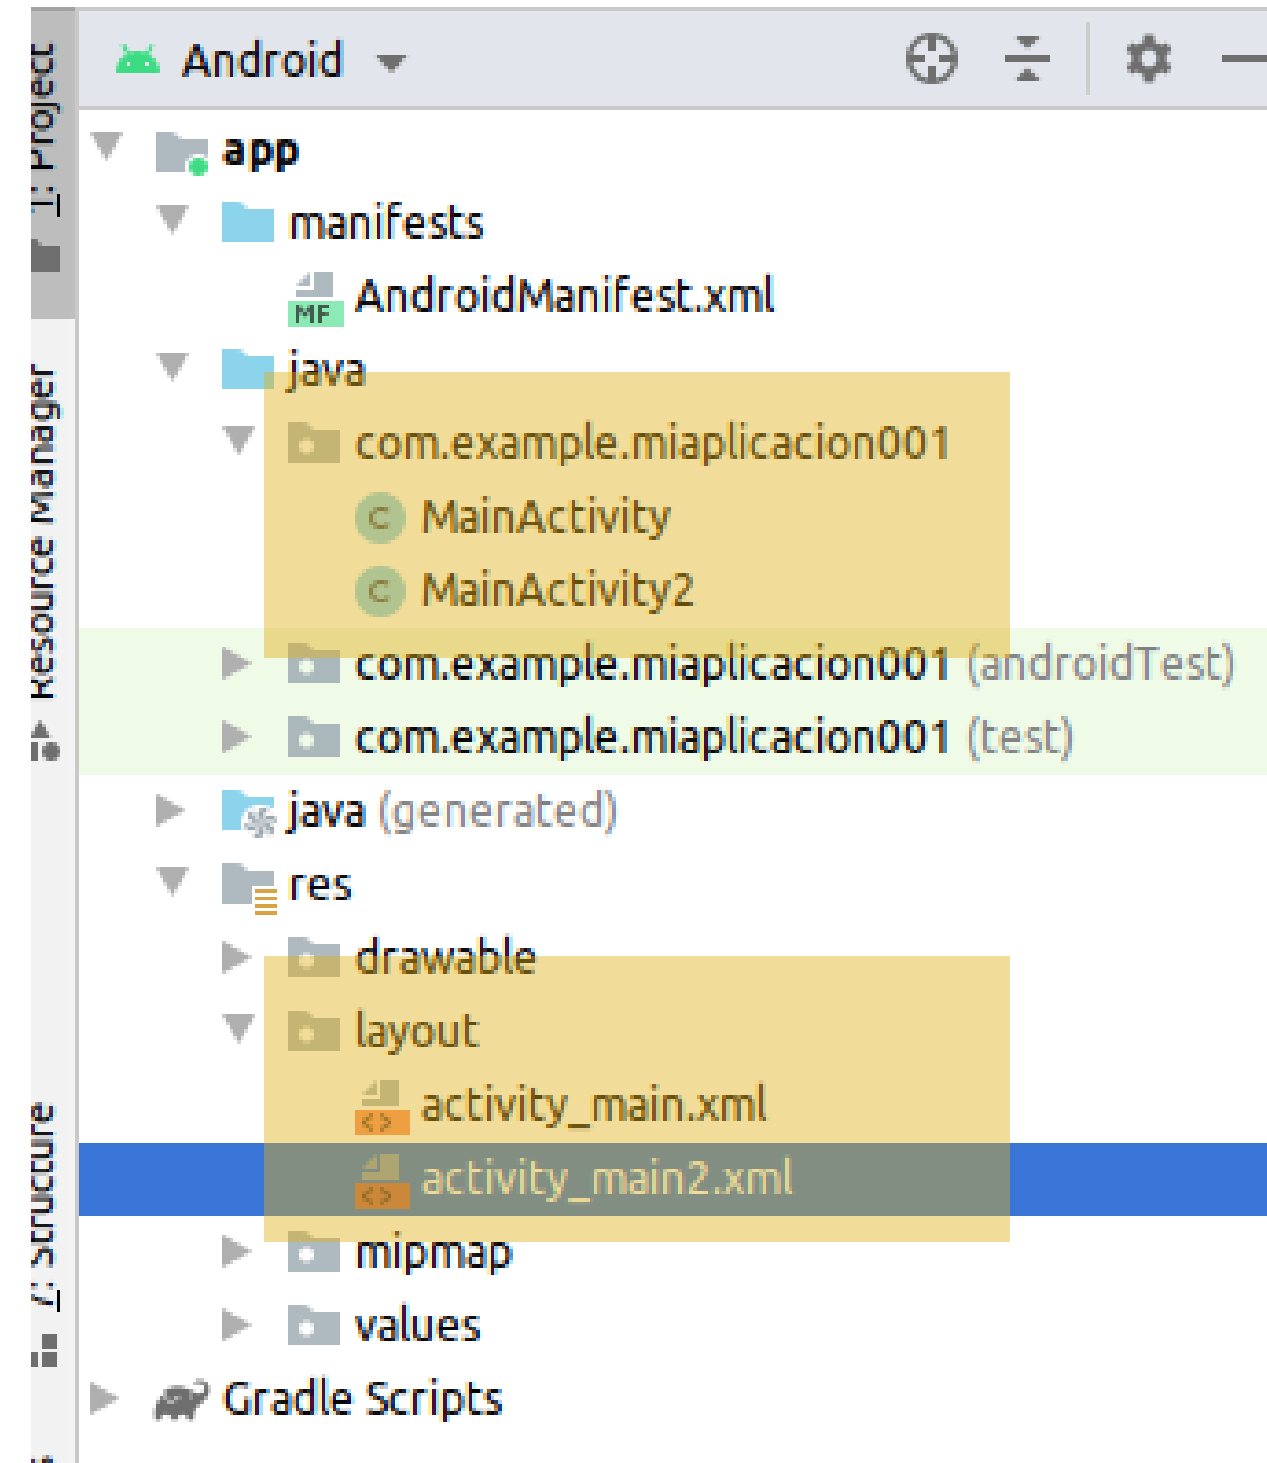 Android
app
manifests
MF AndroidManifest.xml
java
com.example.miaplicacion001
C MainActivity
C MainActivity2
com.example.miaplicacion001 (androidTest)
com.example.miaplicacion001 (test)
java (generated)
res
drawable
layout
<> activity_main.xml
<> activity_main2.xml
mipmap
values
Gradle Scripts
1: Project
Resource Manager
7: Structure